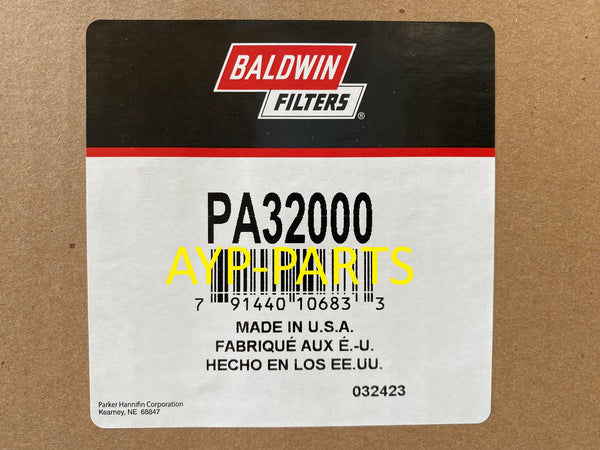 BALDWIN
FILTERS®
PA32000
AYP-PARTS
7 91440 10683 3
MADE IN U.S.A.
FABRIQUÉ AUX É.-U.
HECHO EN LOS EE.UU.
032423
Parker Hannifin Corporation
Kearney, NE 68847